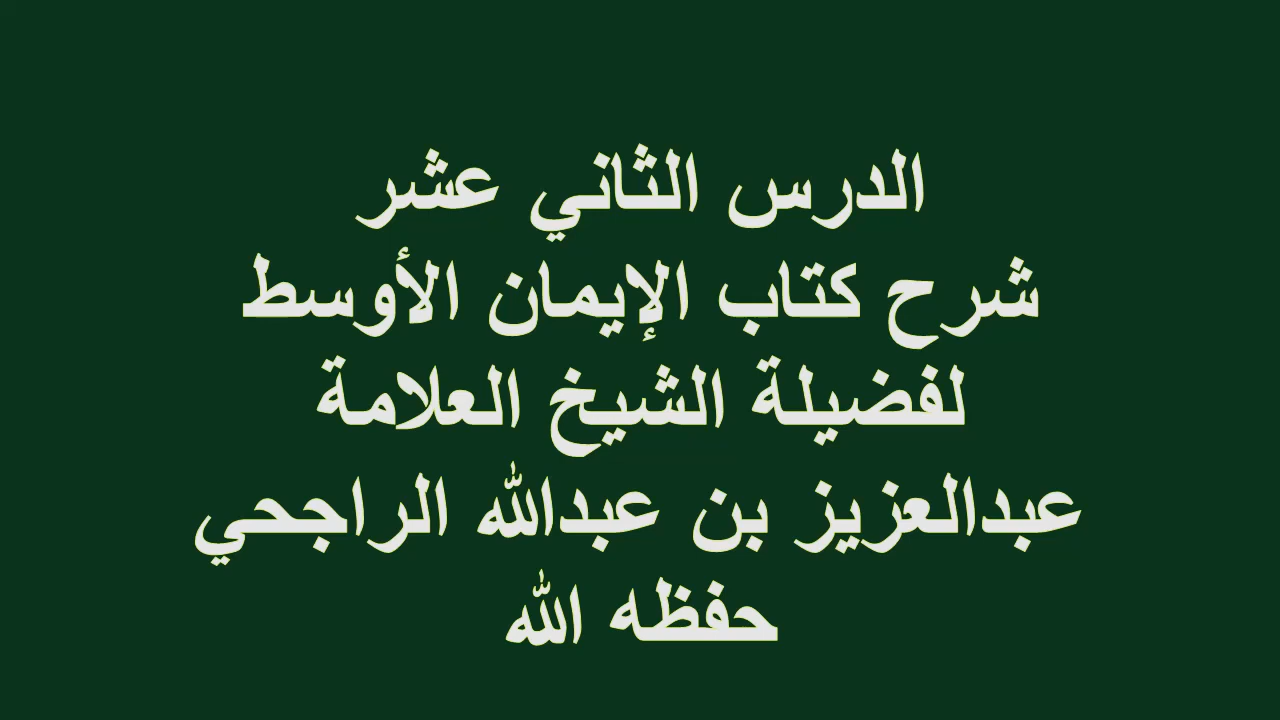 الدرس الثاني عشر
شرح كتاب الإيمان الأوسط
لفضيلة الشيخ العلامة
عبدالعزيز بن عبدالله الراجحي
حفظه الله